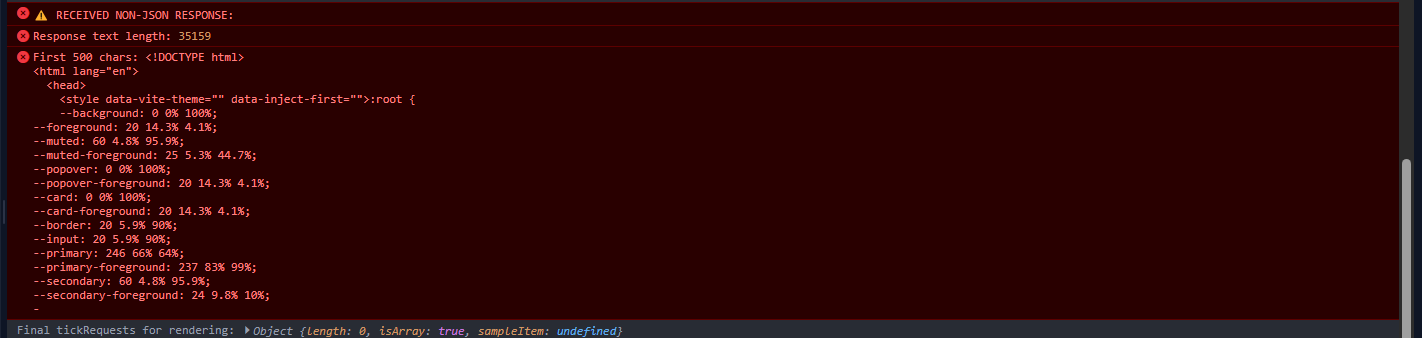 ⚠ RECEIVED NON-JSON RESPONSE:
Response text length: 35159
First 500 chars: <!DOCTYPE html>
<html lang="en">
<head>
<style data-vite-theme="" data-inject-first="">:root {
--background: 0 0% 100%;
--foreground: 20 14.3% 4.1%;
--muted: 60 4.8% 95.9%;
--muted-foreground: 25 5.3% 44.7%;
--popover: 0 0% 100%;
--popover-foreground: 20 14.3% 4.1%;
--card: 0 0% 100%;
--card-foreground: 20 14.3% 4.1%;
--border: 20 5.9% 90%;
--input: 20 5.9% 90%;
--primary: 246 66% 64%;
--primary-foreground: 237 83% 99%;
--secondary: 60 4.8% 95.9%;
--secondary-foreground: 24 9.8% 10%;
-
Final tickRequests for rendering: Object {length: 0, isArray: true, sampleItem: undefined}